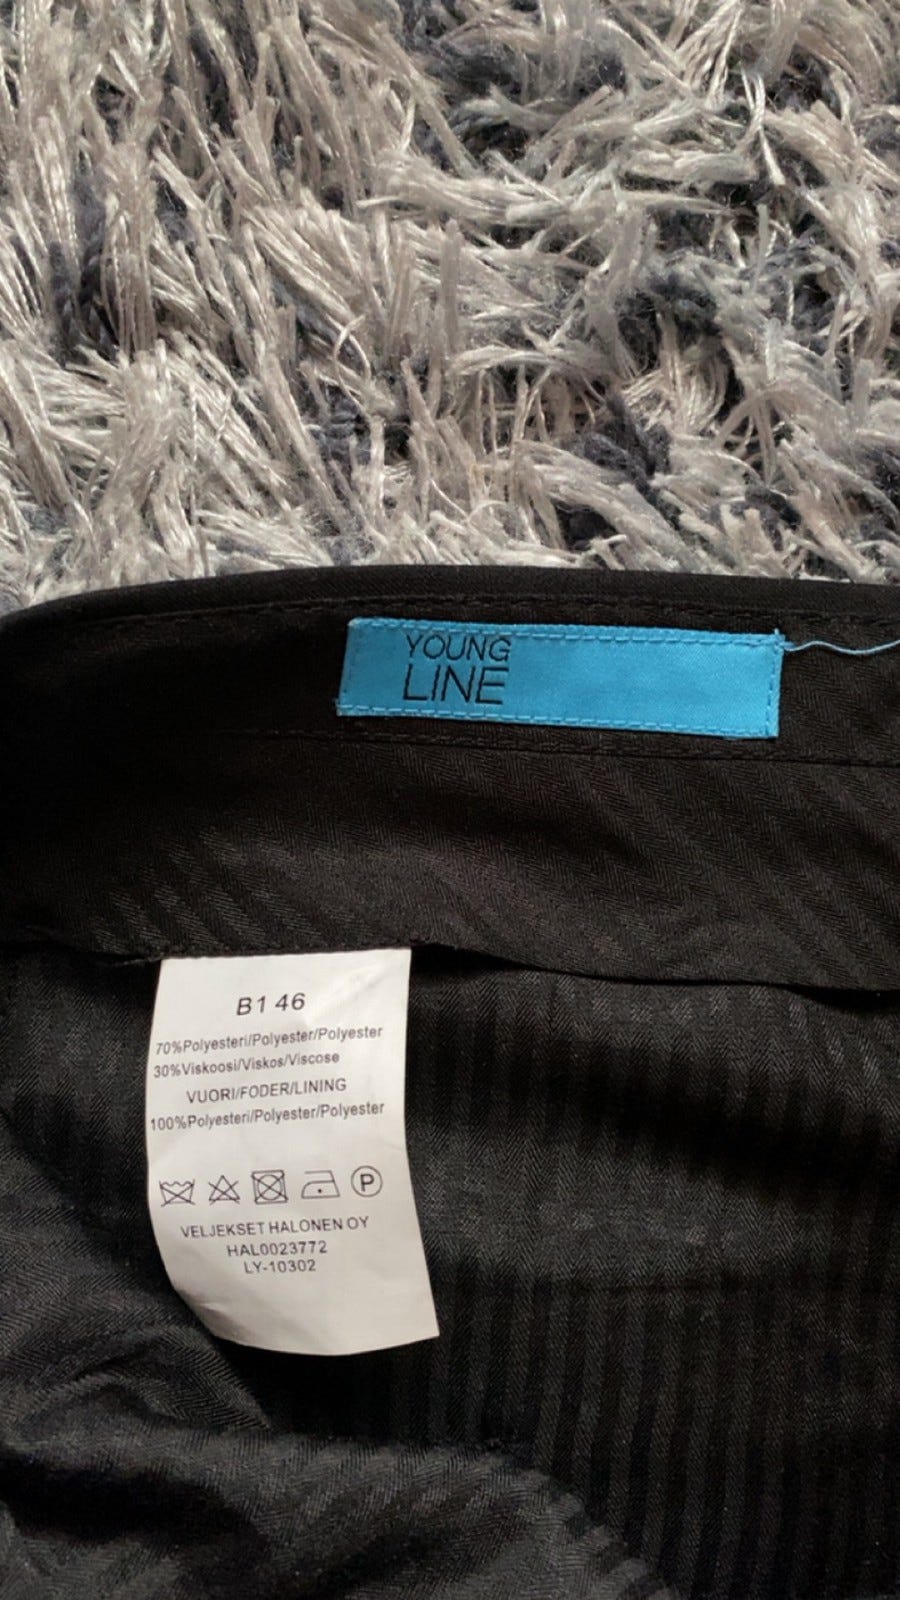 YOUNG
LINE
B1 46
70%Polyesteri/Polyester/Polyester
30%Viskoosi/Viskos/Viscose
VUORI/FODER/LINING
100%Polyesteri/Polyester/Polyester
P
VELJEKSET HALONEN OY
HAL0023772
LY-10302